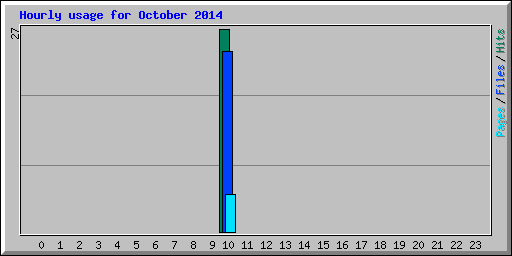 Hourly usage for October 2014
27
Pages/Files/Hits
0 1 2 3 4 5 6 7 8 9 10 11 12 13 14 15 16 17 18 19 20 21 22 23